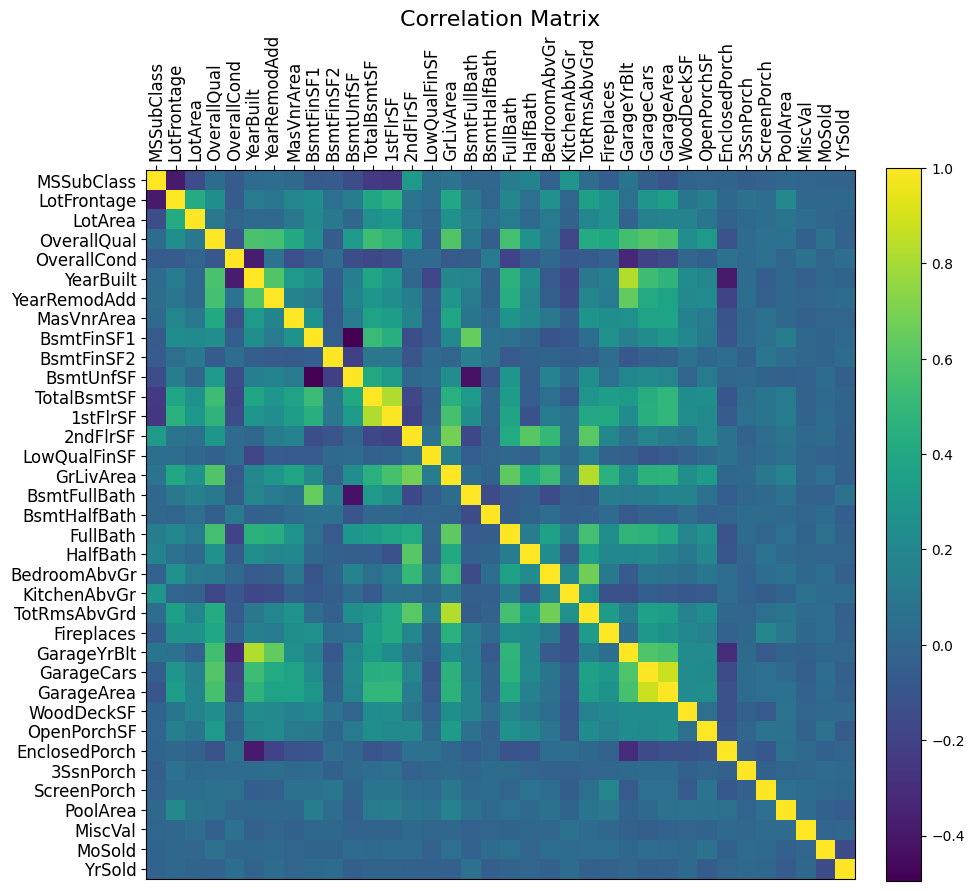 Correlation Matrix
MSSubClass
LotFrontage
LotArea
OverallQual
OverallCond
YearBuilt
YearRemodAdd
MasVnrArea
BsmtFinSF1
BsmtFinSF2
BsmtUnfSF
TotalBsmtSF
1stFlrSF
2ndFlrSF
LowQualFinSF
GrLivArea
BsmtFullBath
BsmtHalfBath
FullBath
HalfBath
BedroomAbvGr
KitchenAbvGr
TotRmsAbvGrd
Fireplaces
GarageYrBlt
GarageCars
GarageArea
WoodDeckSF
OpenPorchSF
EnclosedPorch
3SsnPorch
ScreenPorch
PoolArea
MiscVal
MoSold
YrSold
MSSubClass
LotFrontage
LotArea
OverallQual
OverallCond
YearBuilt
YearRemodAdd
MasVnrArea
BsmtFinSF1
BsmtFinSF2
BsmtUnfSF
TotalBsmtSF
1stFlrSF
2ndFlrSF
LowQualFinSF
GrLivArea
BsmtFullBath
BsmtHalfBath
FullBath
HalfBath
BedroomAbvGr
KitchenAbvGr
TotRmsAbvGrd
Fireplaces
GarageYrBlt
GarageCars
GarageArea
WoodDeckSF
OpenPorchSF
EnclosedPorch
3SsnPorch
ScreenPorch
PoolArea
MiscVal
MoSold
YrSold
1.0
0.8
0.6
0.4
0.2
0.0
−0.2
−0.4